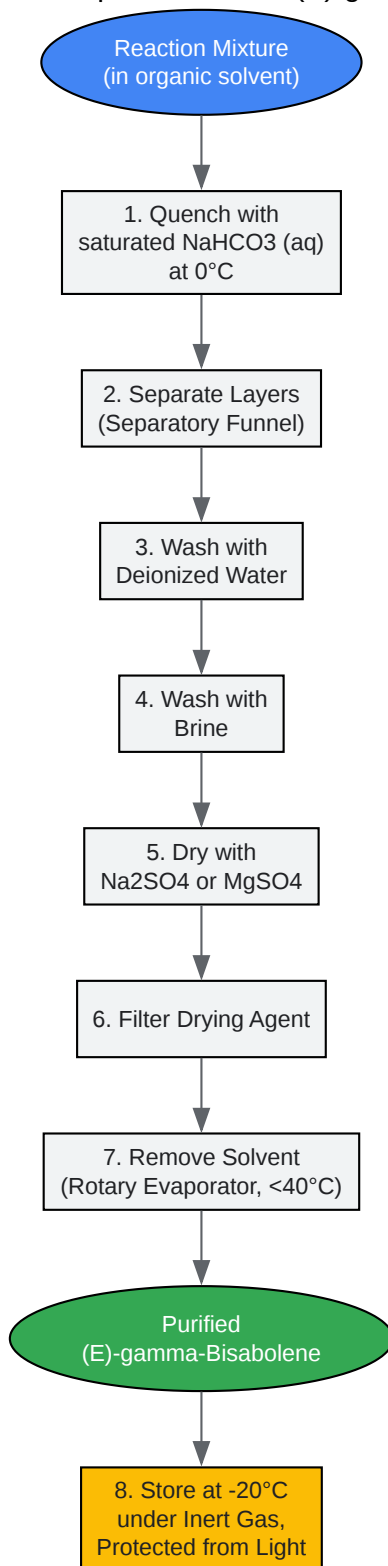 Reaction Mixture
(in organic solvent)
1. Quench with
saturated NaHCO3 (aq)
at 0°C
2. Separate Layers
(Separatory Funnel)
3. Wash with
Deionized Water
4. Wash with
Brine
5. Dry with
Na2SO4 or MgSO4
6. Filter Drying Agent
7. Remove Solvent
(Rotary Evaporator, <40°C)
Purified
(E)-gamma-Bisabolene
8. Store at -20°C
under Inert Gas,
Protected from Light